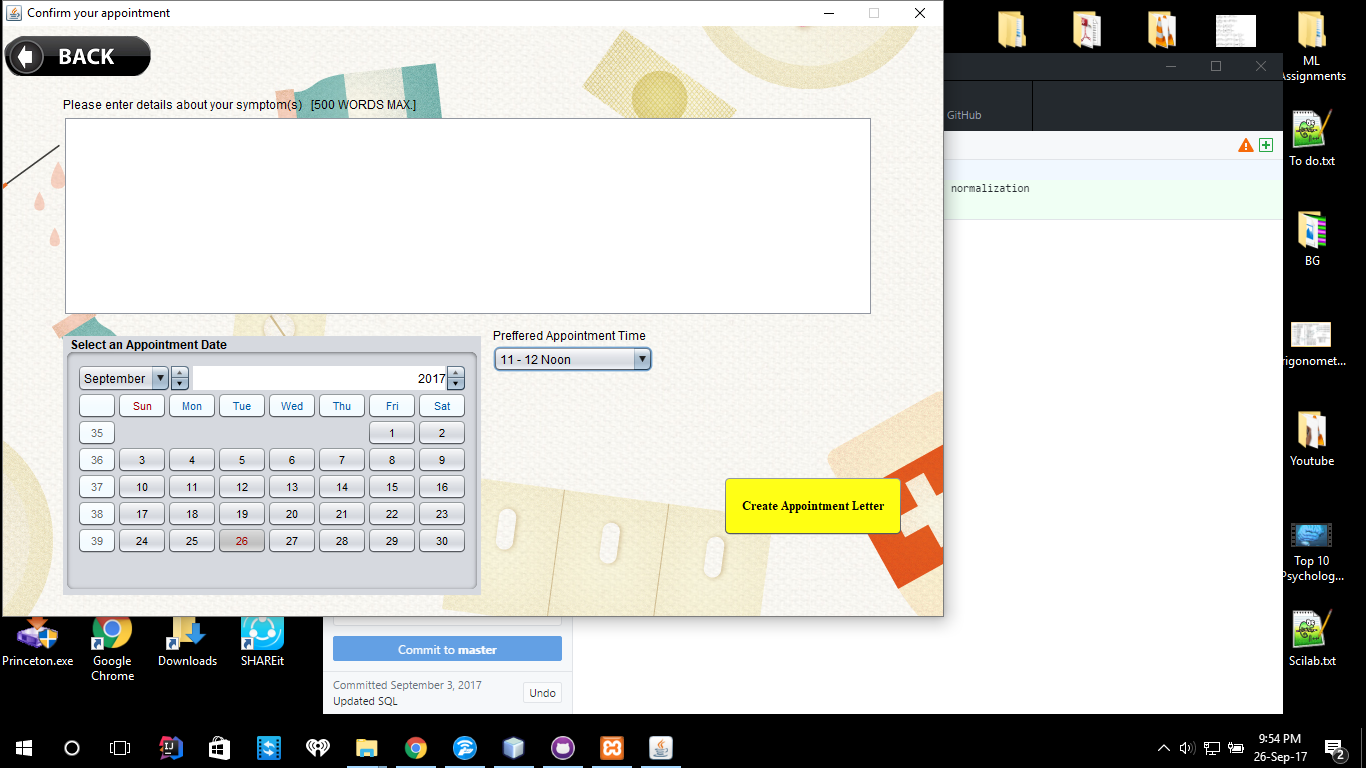 Confirm your appointment
BACK
Please enter details about your symptom(s) [500 WORDS MAX.]
Select an Appointment Date
September 2017
Sun Mon Tue Wed Thu Fri Sat
35 1 2
36 3 4 5 6 7 8 9
37 10 11 12 13 14 15 16
38 17 18 19 20 21 22 23
39 24 25 26 27 28 29 30
Preffered Appointment Time
11 - 12 Noon
Create Appointment Letter
GitHub
normalization
Commit to master
Committed September 3, 2017
Updated SQL
Undo
ML
Assignments
To do.txt
BG
rigonomet...
Youtube
Top 10
Psycholog...
Scilab.txt
Princeton.exe
Google
Chrome
Downloads
SHAREit
9:54 PM
26-Sep-17
2